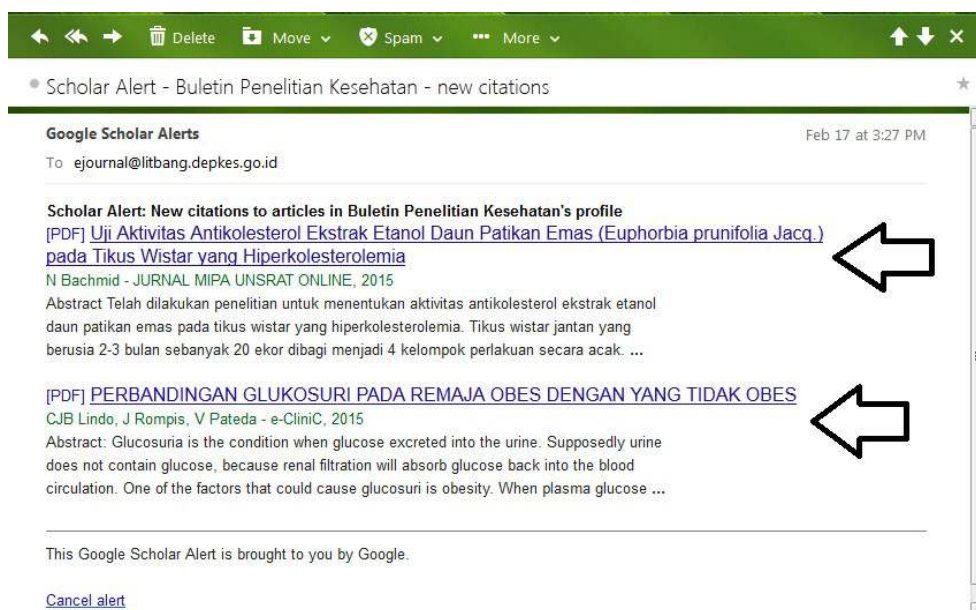 Delete Move Spam More
Scholar Alert - Buletin Penelitian Kesehatan - new citations
Google Scholar Alerts Feb 17 at 3:27 PM
To ejournal@litbang.depkes.go.id
Scholar Alert: New citations to articles in Buletin Penelitian Kesehatan's profile
[PDF] Uji Aktivitas Antikolesterol Ekstrak Etanol Daun Patikan Emas (Euphorbia prunifolia Jacq.)
pada Tikus Wistar yang Hiperkolesterolemia
N Bachmid - JURNAL MIPA UNSRAT ONLINE, 2015
Abstract Telah dilakukan penelitian untuk menentukan aktivitas antikolesterol ekstrak etanol
daun patikan emas pada tikus wistar yang hiperkolesterolemia. Tikus wistar jantan yang
berusia 2-3 bulan sebanyak 20 ekor dibagi menjadi 4 kelompok perlakuan secara acak. ...
[PDF] PERBANDINGAN GLUKOSURI PADA REMAJA OBES DENGAN YANG TIDAK OBES
CJB Lindo, J Rompis, V Pateda - e-CliniC, 2015
Abstract: Glucosuria is the condition when glucose excreted into the urine. Supposedly urine
does not contain glucose, because renal filtration will absorb glucose back into the blood
circulation. One of the factors that could cause glucosuri is obesity. When plasma glucose ...
This Google Scholar Alert is brought to you by Google.
Cancel alert